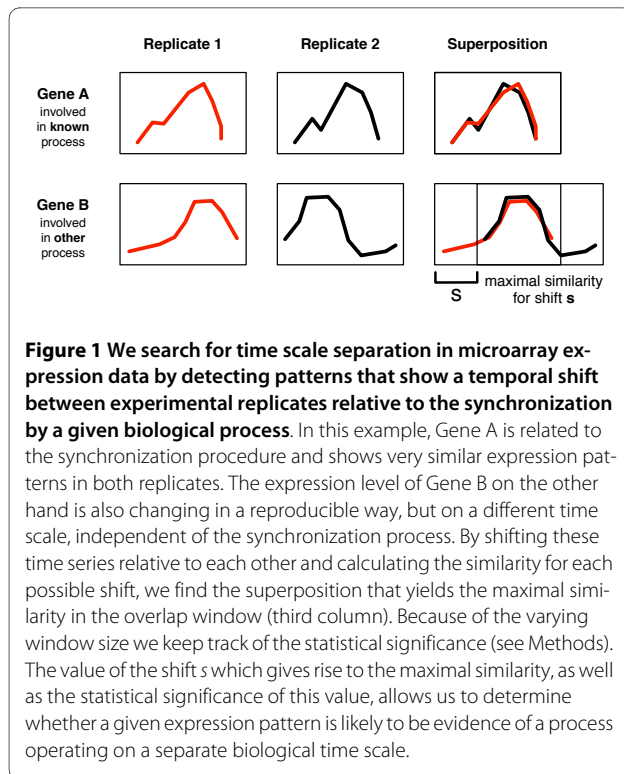 Replicate 1 Replicate 2 Superposition
Gene A
involved
in known
process
Gene B
involved
in other
process
S
maximal similarity
for shift s
Figure 1 We search for time scale separation in microarray ex-
pression data by detecting patterns that show a temporal shift
between experimental replicates relative to the synchronization
by a given biological process. In this example, Gene A is related to
the synchronization procedure and shows very similar expression pat-
terns in both replicates. The expression level of Gene B on the other
hand is also changing in a reproducible way, but on a different time
scale, independent of the synchronization process. By shifting these
time series relative to each other and calculating the similarity for each
possible shift, we find the superposition that yields the maximal simi-
larity in the overlap window (third column). Because of the varying
window size we keep track of the statistical significance (see Methods).
The value of the shift s which gives rise to the maximal similarity, as well
as the statistical significance of this value, allows us to determine
whether a given expression pattern is likely to be evidence of a process
operating on a separate biological time scale.